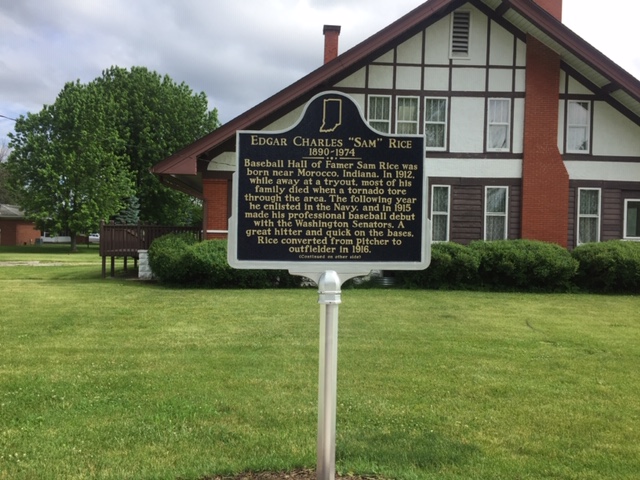 EDGAR CHARLES "SAM" RICE
1890-1974
Baseball Hall of Famer Sam Rice was
born near Morocco, Indiana. In 1912,
while away at a tryout, most of his
family died when a tornado tore
through the area. The following year
he enlisted in the Navy, and in 1915
made his professional baseball debut
with the Washington Senators. A
great hitter and quick on the bases,
Rice converted from pitcher to
outfielder in 1916.
(Continued on other side)